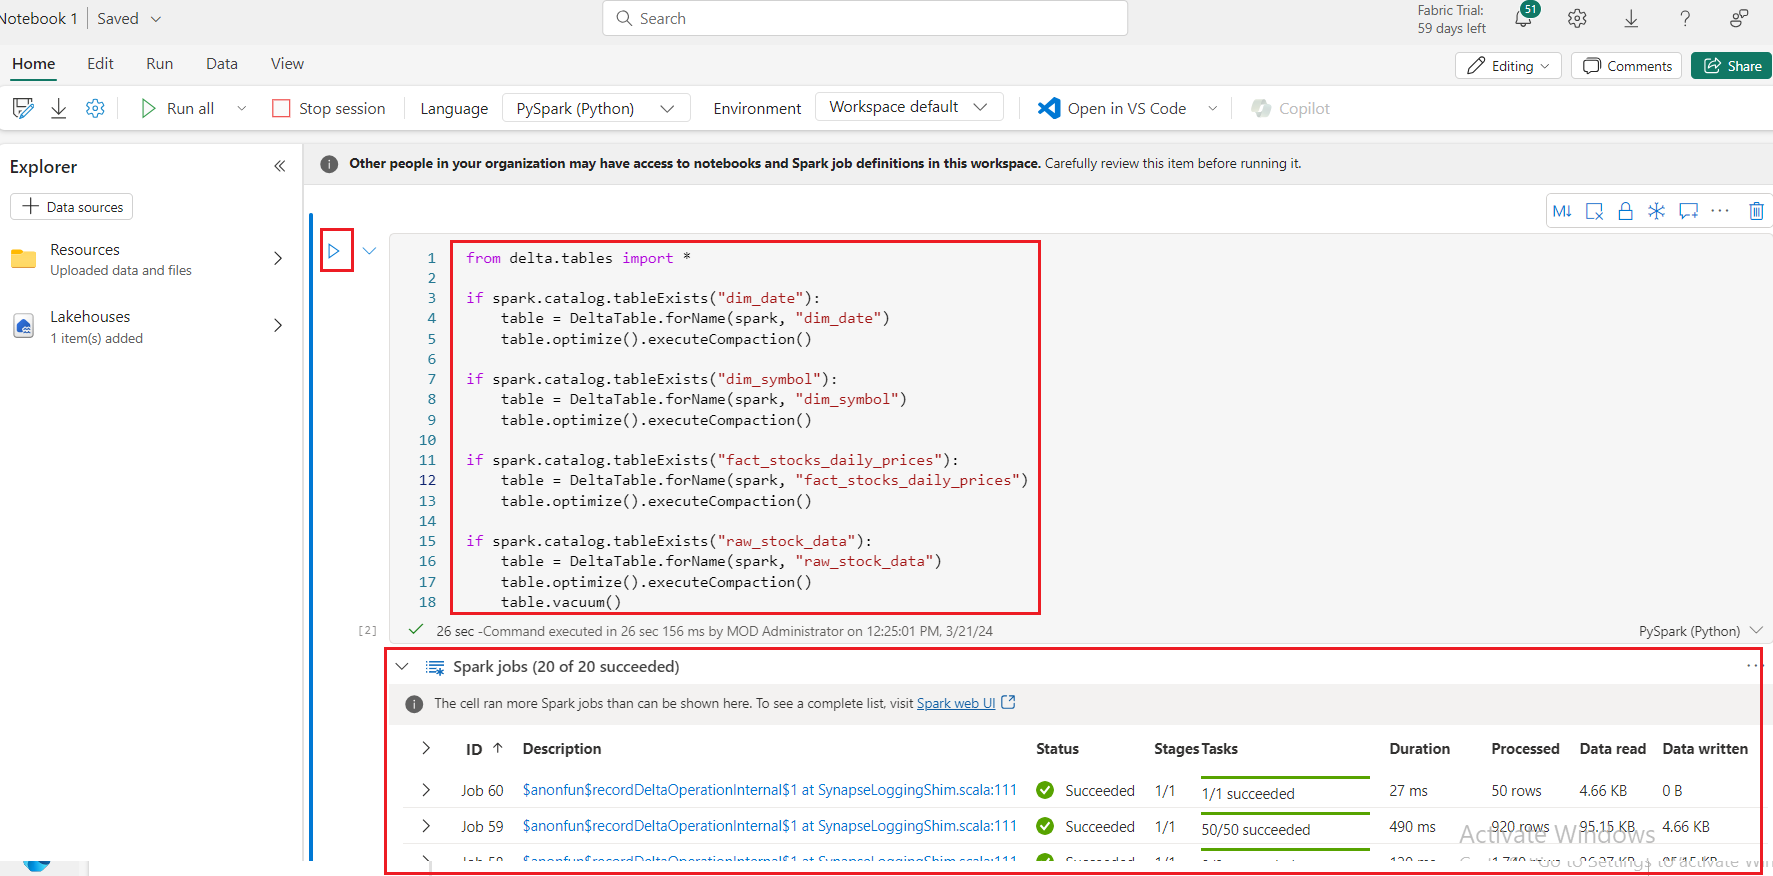 Notebook 1 Saved
Search
Fabric Trial:
59 days left
51
?
Home Edit Run Data View
Editing Comments Share
Run all Stop session Language PySpark (Python) Environment Workspace default Open in VS Code Copilot
Explorer
Data sources
Resources
Uploaded data and files
Lakehouses
1 item(s) added
Other people in your organization may have access to notebooks and Spark job definitions in this workspace. Carefully review this item before running it.
M↓ ···
1 from delta.tables import *
2
3 if spark.catalog.tableExists("dim_date"):
4 table = DeltaTable.forName(spark, "dim_date")
5 table.optimize().executeCompaction()
6
7 if spark.catalog.tableExists("dim_symbol"):
8 table = DeltaTable.forName(spark, "dim_symbol")
9 table.optimize().executeCompaction()
10
11 if spark.catalog.tableExists("fact_stocks_daily_prices"):
12 table = DeltaTable.forName(spark, "fact_stocks_daily_prices")
13 table.optimize().executeCompaction()
14
15 if spark.catalog.tableExists("raw_stock_data"):
16 table = DeltaTable.forName(spark, "raw_stock_data")
17 table.optimize().executeCompaction()
18 table.vacuum()
[2] 26 sec -Command executed in 26 sec 156 ms by MOD Administrator on 12:25:01 PM, 3/21/24 PySpark (Python)
Spark jobs (20 of 20 succeeded)
The cell ran more Spark jobs than can be shown here. To see a complete list, visit Spark web UI
ID ↑ Description Status Stages Tasks Duration Processed Data read Data written
Job 60 $anonfun$recordDeltaOperationInternal$1 at SynapseLoggingShim.scala:111 Succeeded 1/1 1/1 succeeded 27 ms 50 rows 4.66 KB 0 B
Job 59 $anonfun$recordDeltaOperationInternal$1 at SynapseLoggingShim.scala:111 Succeeded 1/1 50/50 succeeded 490 ms 920 rows 95.15 KB 4.66 KB
Activate Windows
Go to Settings to activate